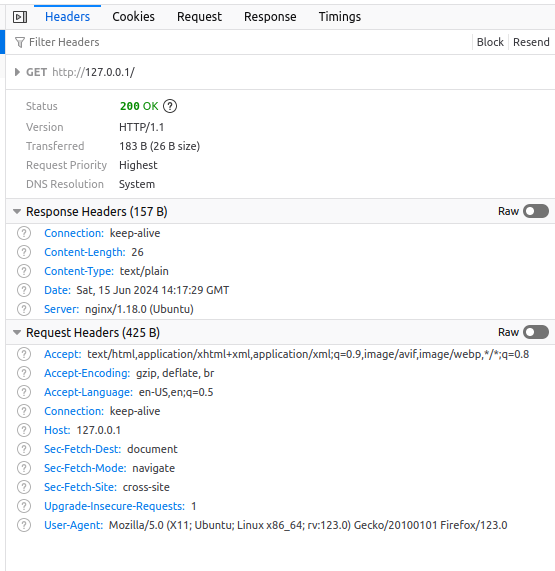 Headers Cookies Request Response Timings
Filter Headers Block Resend
GET http://127.0.0.1/
Status 200 OK ?
Version HTTP/1.1
Transferred 183 B (26 B size)
Request Priority Highest
DNS Resolution System
Response Headers (157 B) Raw
? Connection: keep-alive
? Content-Length: 26
? Content-Type: text/plain
? Date: Sat, 15 Jun 2024 14:17:29 GMT
? Server: nginx/1.18.0 (Ubuntu)
Request Headers (425 B) Raw
? Accept: text/html,application/xhtml+xml,application/xml;q=0.9,image/avif,image/webp,*/*;q=0.8
? Accept-Encoding: gzip, deflate, br
? Accept-Language: en-US,en;q=0.5
? Connection: keep-alive
? Host: 127.0.0.1
? Sec-Fetch-Dest: document
? Sec-Fetch-Mode: navigate
? Sec-Fetch-Site: cross-site
? Upgrade-Insecure-Requests: 1
? User-Agent: Mozilla/5.0 (X11; Ubuntu; Linux x86_64; rv:123.0) Gecko/20100101 Firefox/123.0